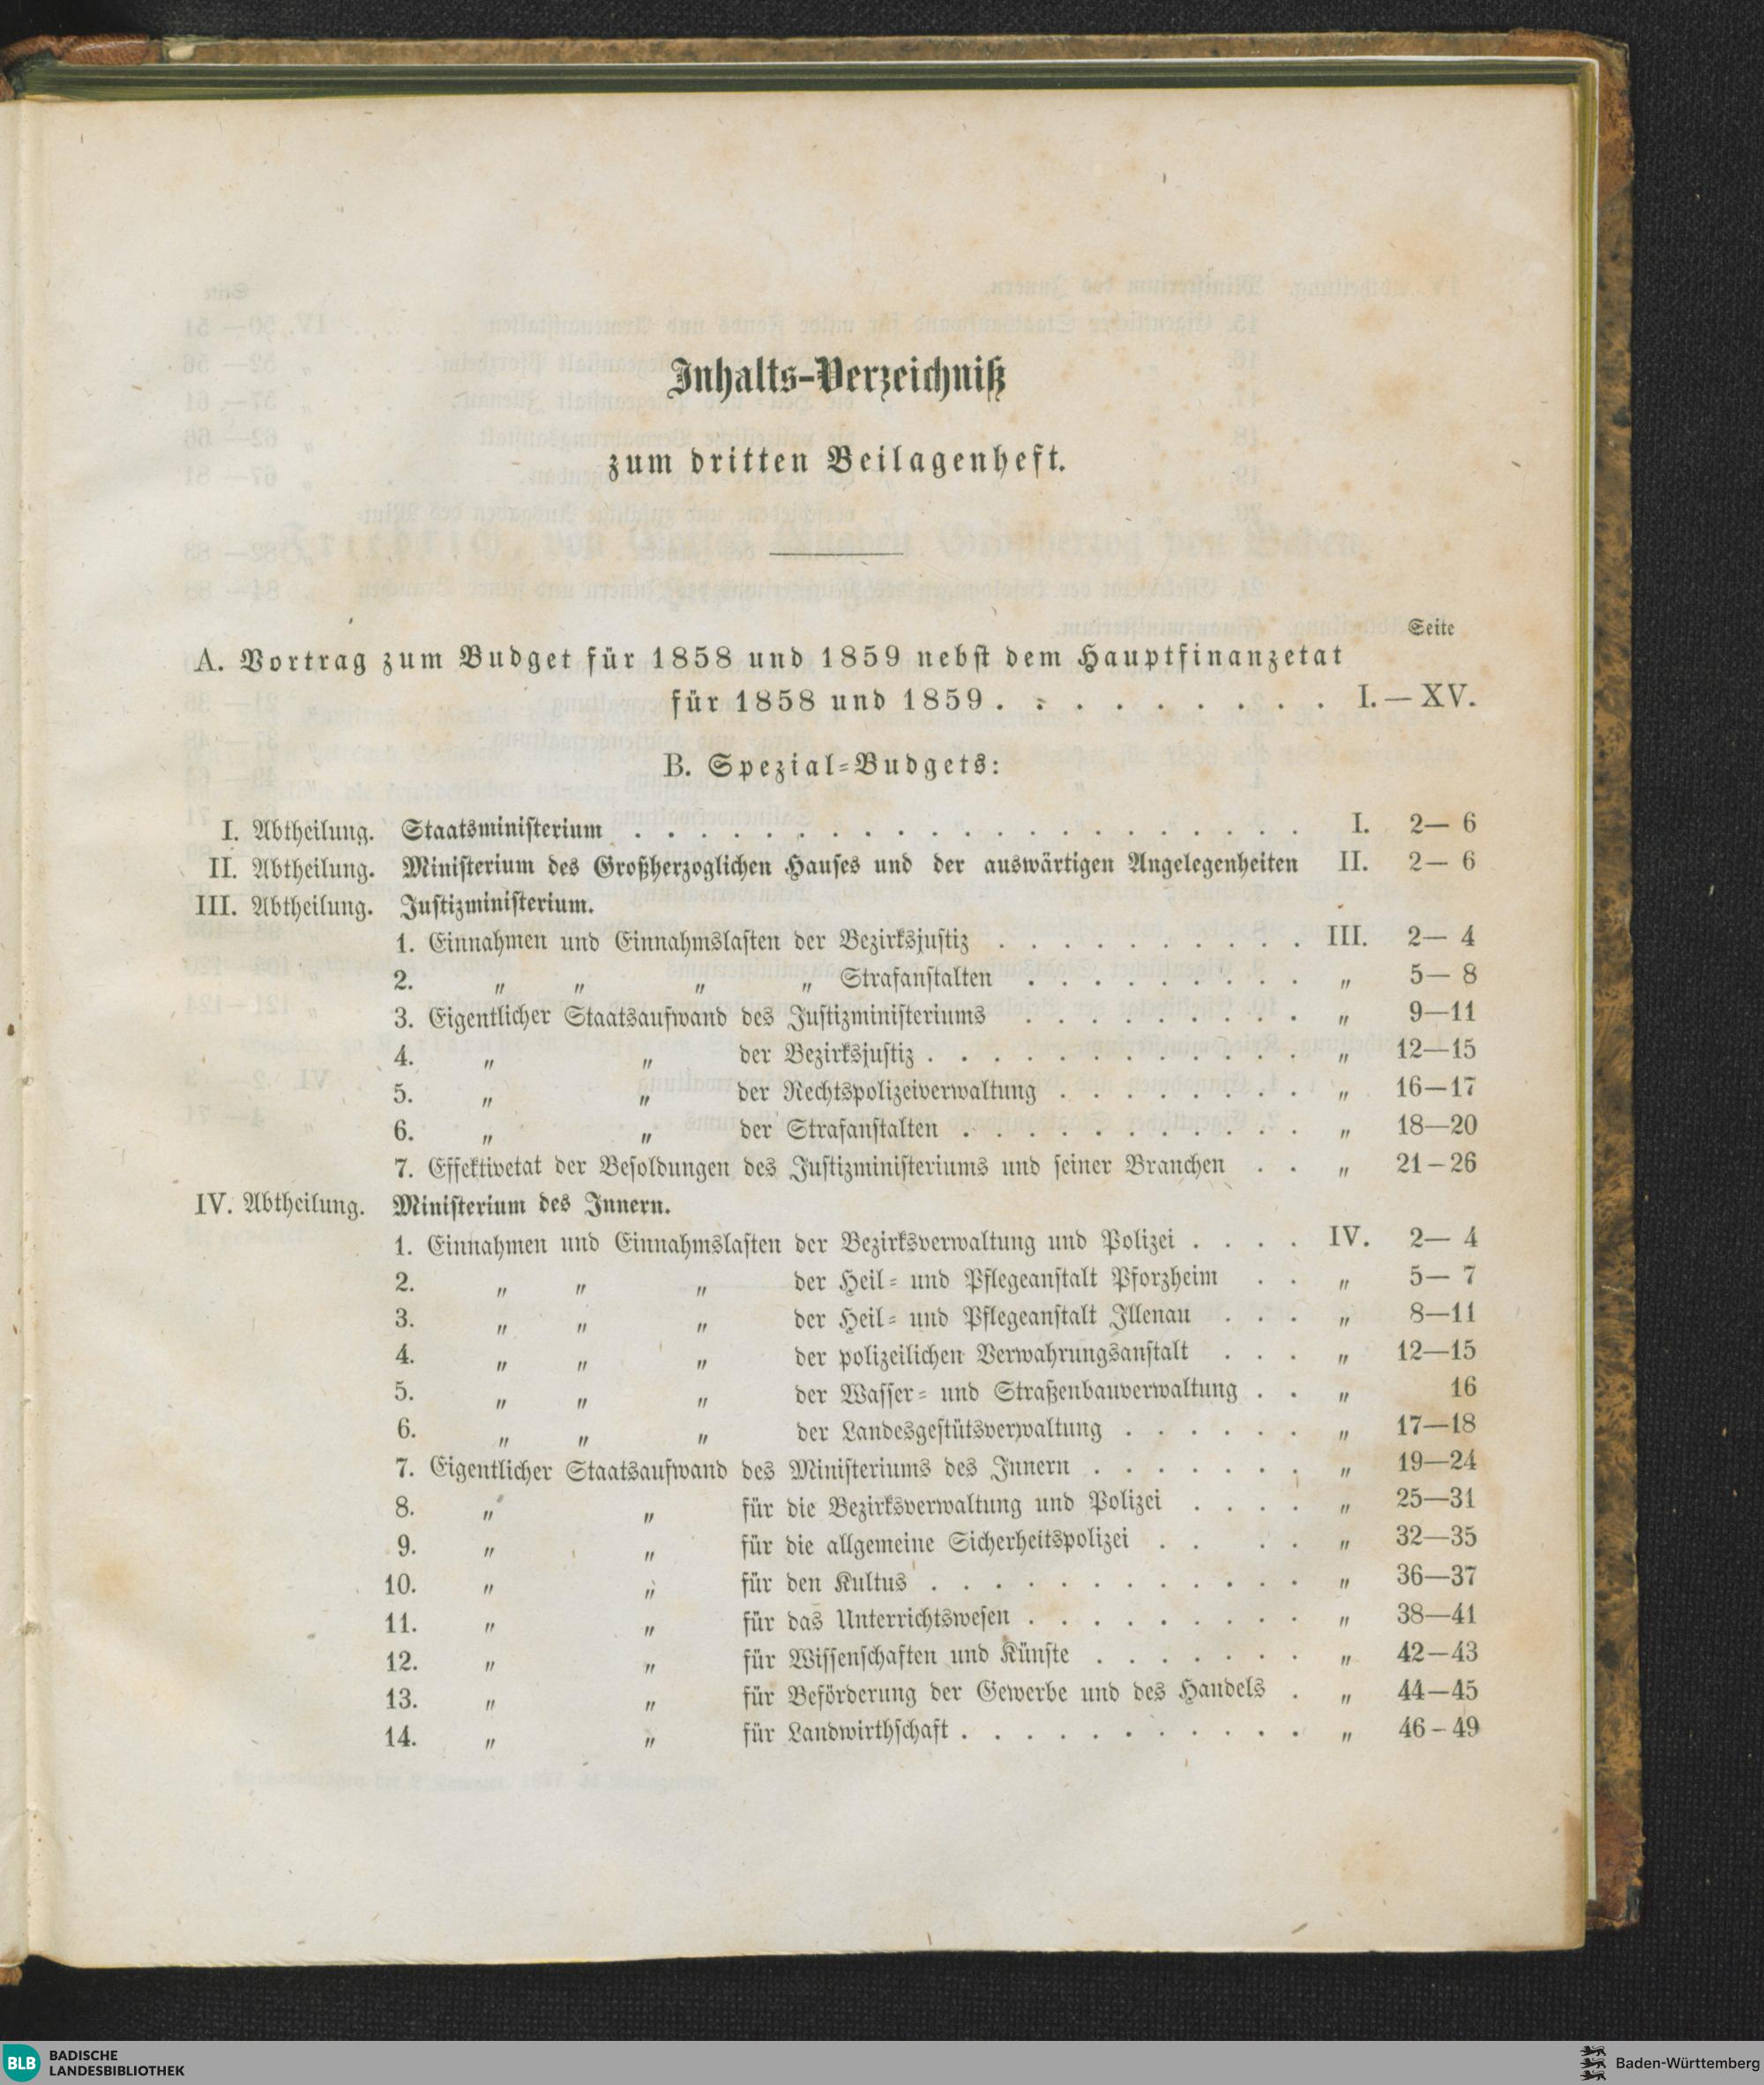 Inhalts-Verzeichniß
zum dritten Beilagenheft.
Seite
A. Vortrag zum Budget für 1858 und 1859 nebst dem Hauptfinanzetat
für 1858 und 1859 . . . . . . . . . . I. — XV.
B. Spezial-Budgets:
I. Abtheilung. Staatsministerium . . . . . . . . . . . . . . . . . . . . I. 2— 6
II. Abtheilung. Ministerium des Großherzoglichen Hauses und der auswärtigen Angelegenheiten II. 2— 6
III. Abtheilung. Justizministerium.
1. Einnahmen und Einnahmslasten der Bezirksjustiz . . . . . . . . . . III. 2— 4
2. „ „ „ „ Strafanstalten . . . . . . . . . „ 5— 8
3. Eigentlicher Staatsaufwand des Justizministeriums . . . . . . . . . „ 9—11
4. „ „ der Bezirksjustiz . . . . . . . . . . . . „ 12—15
5. „ „ der Rechtspolizeiverwaltung . . . . . . . . „ 16—17
6. „ „ der Strafanstalten . . . . . . . . . . . „ 18—20
7. Effektivetat der Besoldungen des Justizministeriums und seiner Branchen . . „ 21—26
IV. Abtheilung. Ministerium des Innern.
1. Einnahmen und Einnahmslasten der Bezirksverwaltung und Polizei . . . . IV. 2— 4
2. „ „ „ der Heil- und Pflegeanstalt Pforzheim . . „ 5— 7
3. „ „ „ der Heil- und Pflegeanstalt Illenau . . . „ 8—11
4. „ „ „ der polizeilichen Verwahrungsanstalt . . . „ 12—15
5. „ „ „ der Wasser- und Straßenbauverwaltung . . „ 16
6. „ „ „ der Landesgestütsverwaltung . . . . . . „ 17—18
7. Eigentlicher Staatsaufwand des Ministeriums des Innern . . . . . . . „ 19—24
8. „ „ für die Bezirksverwaltung und Polizei . . . . „ 25—31
9. „ „ für die allgemeine Sicherheitspolizei . . . . „ 32—35
10. „ „ für den Kultus . . . . . . . . . . . . „ 36—37
11. „ „ für das Unterrichtswesen . . . . . . . . . „ 38—41
12. „ „ für Wissenschaften und Künste . . . . . . . „ 42—43
13. „ „ für Beförderung der Gewerbe und des Handels . „ 44—45
14. „ „ für Landwirthschaft . . . . . . . . . . . „ 46—49
BLB BADISCHE
LANDESBIBLIOTHEK
Baden-Württemberg